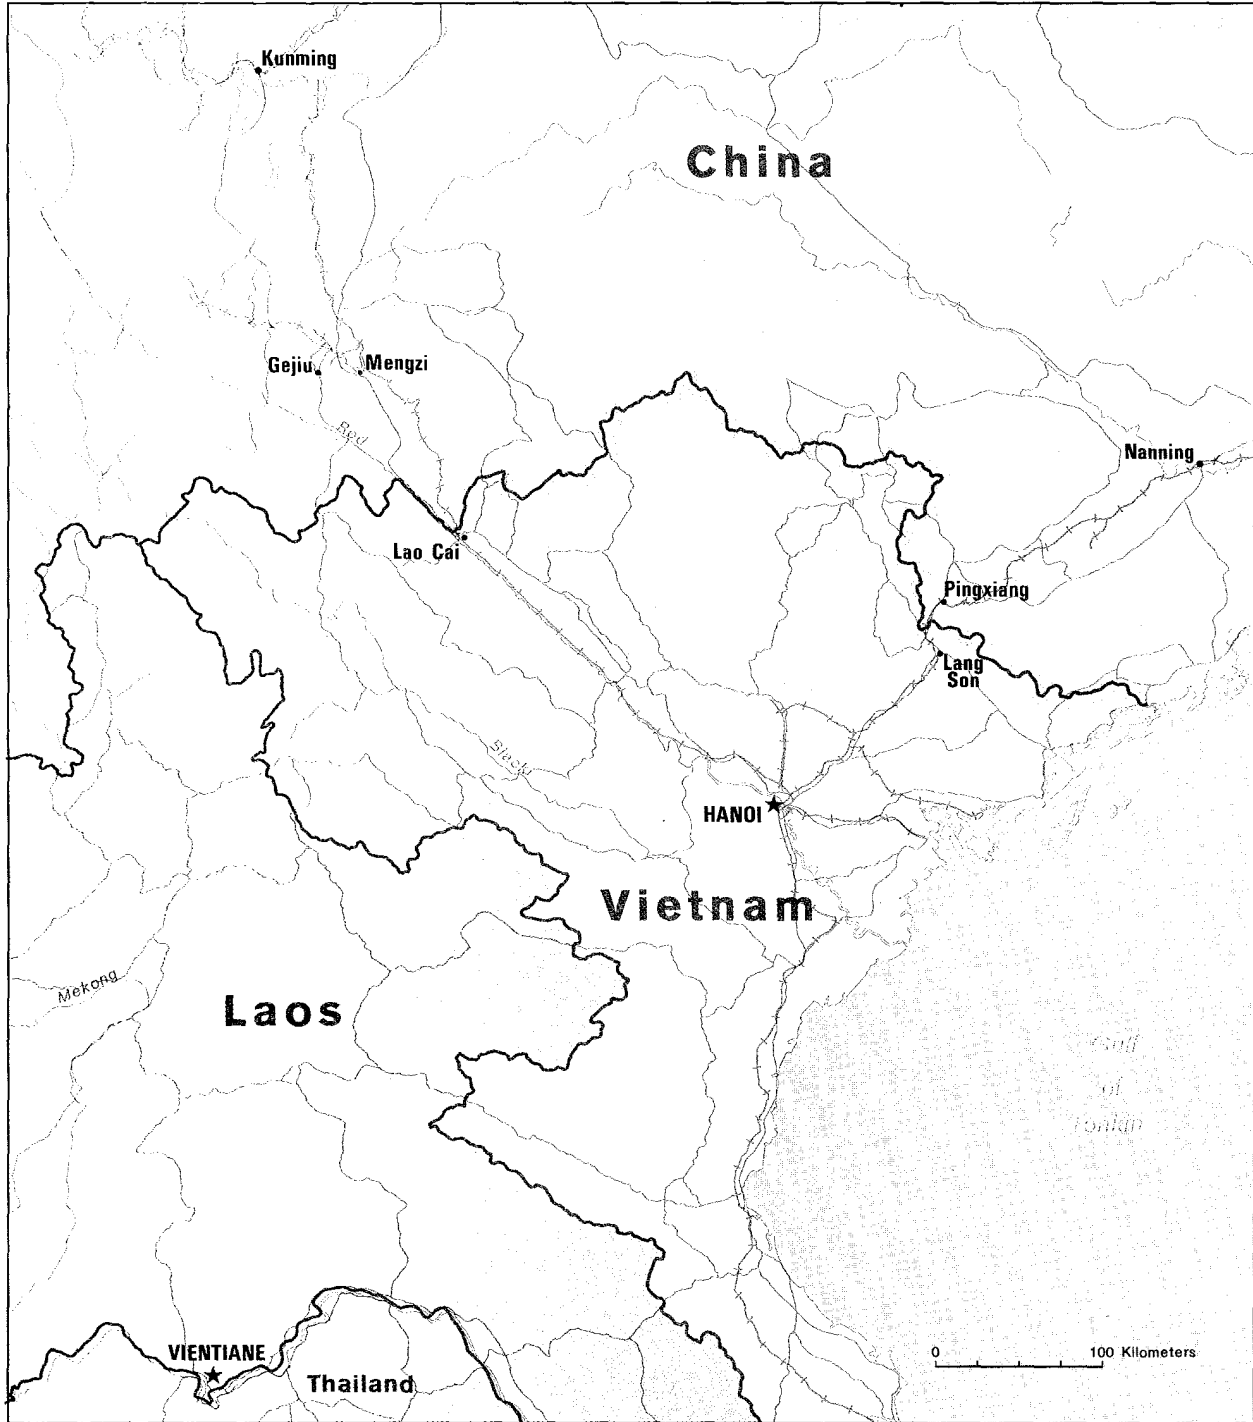 Kunming
China
Gejiu
Mengzi
Red
Nanning
Lao Cai
Pingxiang
Lang
Son
Black
HANOI
Vietnam
Mekong
Laos
Gulf
of
Tonkin
0 100 Kilometers
VIENTIANE
Thailand